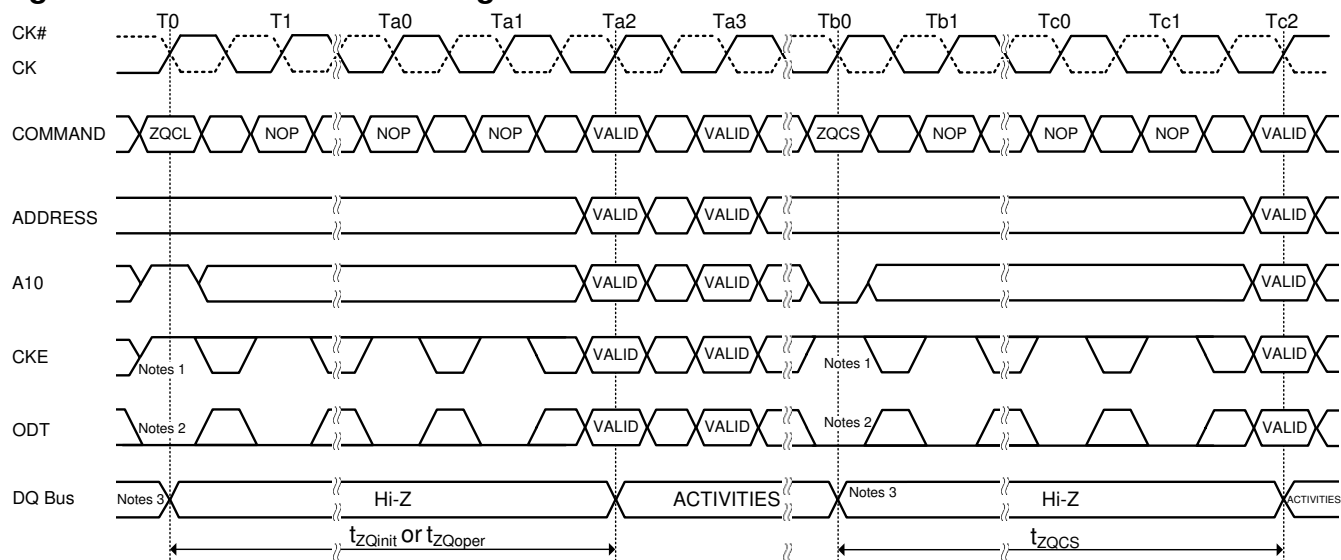 T0 T1 Ta0 Ta1 Ta2 Ta3 Tb0 Tb1 Tc0 Tc1 Tc2
CK#
CK
COMMAND ZQCL NOP NOP NOP VALID VALID ZQCS NOP NOP NOP VALID
ADDRESS VALID VALID VALID
A10 VALID VALID VALID
CKE Notes 1 VALID VALID Notes 1 VALID
ODT Notes 2 VALID VALID Notes 2 VALID
DQ Bus Notes 3 Hi-Z ACTIVITIES Notes 3 Hi-Z ACTIVITIES
tZQinit or tZQoper tZQCS